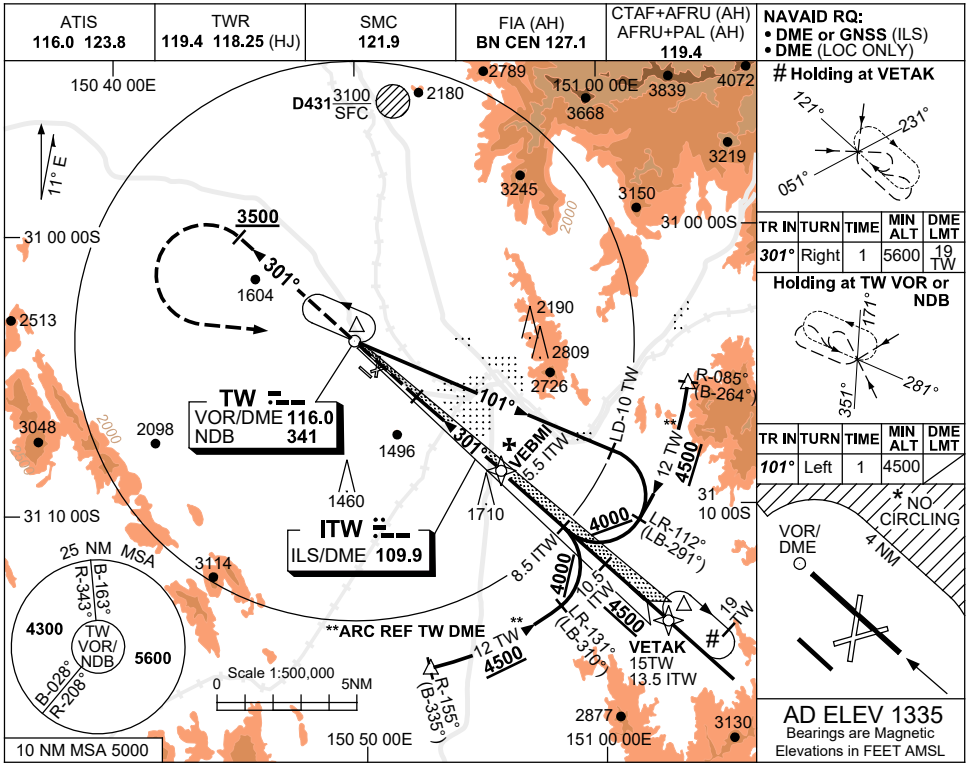 ATIS
116.0 123.8
TWR
119.4 118.25 (HJ)
SMC
121.9
FIA (AH)
BN CEN 127.1
CTAF+AFRU (AH)
AFRU+PAL (AH)
119.4
NAVAID RQ:
• DME or GNSS (ILS)
• DME (LOC ONLY)
150 40 00E
151 00 00E
D431 3100
SFC
2180
2789
3668
3839
4072
3219
3245
3150
2000
31 00 00S
31 00 00S
11° E
3500
301°
1604
2513
2190
2809
2726
TW
VOR/DME 116.0
NDB 341
101°
301°
VEBMI
5.5 ITW
LD-10 TW
R-085°
(B-264°)
**
12 TW
4500
3048
2000
2098
1496
1460
1710
31 10 00S
31
10 00S
ITW
ILS/DME 109.9
8.5 ITW
4000
4000
LR-112°
(LB-291°)
10.5
ITW
4500
LR-131°
(LB-310°)
19
TW
#
VETAK
15TW
13.5 ITW
**ARC REF TW DME
**
12 TW
4500
R-155°
(B-335°)
3114
25 NM MSA
R-343°
B-163°
4300
TW
VOR/
NDB
5600
B-028°
R-208°
Scale 1:500,000
0
5NM
2877
3130
10 NM MSA 5000
150 50 00E
151 00 00E
# Holding at VETAK
121°
231°
051°
TR IN TURN TIME MIN ALT DME LMT
301° Right 1 5600 19 TW
Holding at TW VOR or
NDB
171°
281°
351°
TR IN TURN TIME MIN ALT DME LMT
101° Left 1 4500
* NO
CIRCLING
4 NM
VOR/
DME
AD ELEV 1335
Bearings are Magnetic
Elevations in FEET AMSL